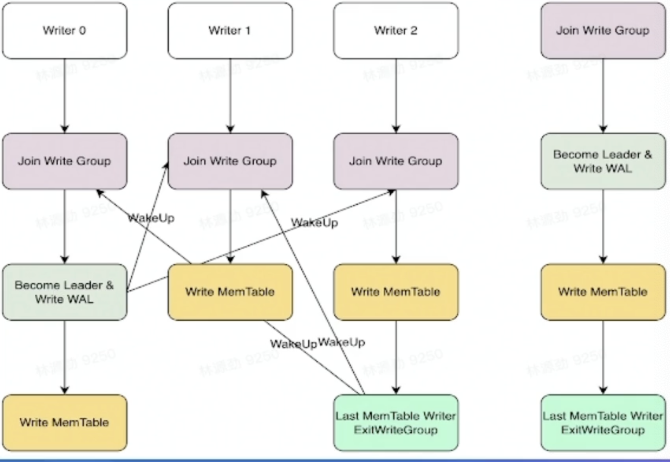 Writer 0
Writer 1
Writer 2
Join Write Group
Join Write Group
Join Write Group
Join Write Group
Become Leader &
Write WAL
WakeUp
WakeUp
Become Leader &
Write WAL
Write MemTable
Write MemTable
Write MemTable
WakeUp
WakeUp
Write MemTable
Last MemTable Writer
ExitWriteGroup
Last MemTable Writer
ExitWriteGroup